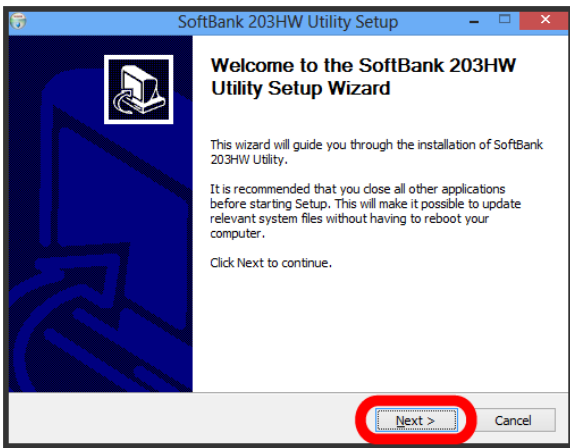 SoftBank 203HW Utility Setup
Welcome to the SoftBank 203HW
Utility Setup Wizard
This wizard will guide you through the installation of SoftBank
203HW Utility.
It is recommended that you close all other applications
before starting Setup. This will make it possible to update
relevant system files without having to reboot your
computer.
Click Next to continue.
Next >
Cancel